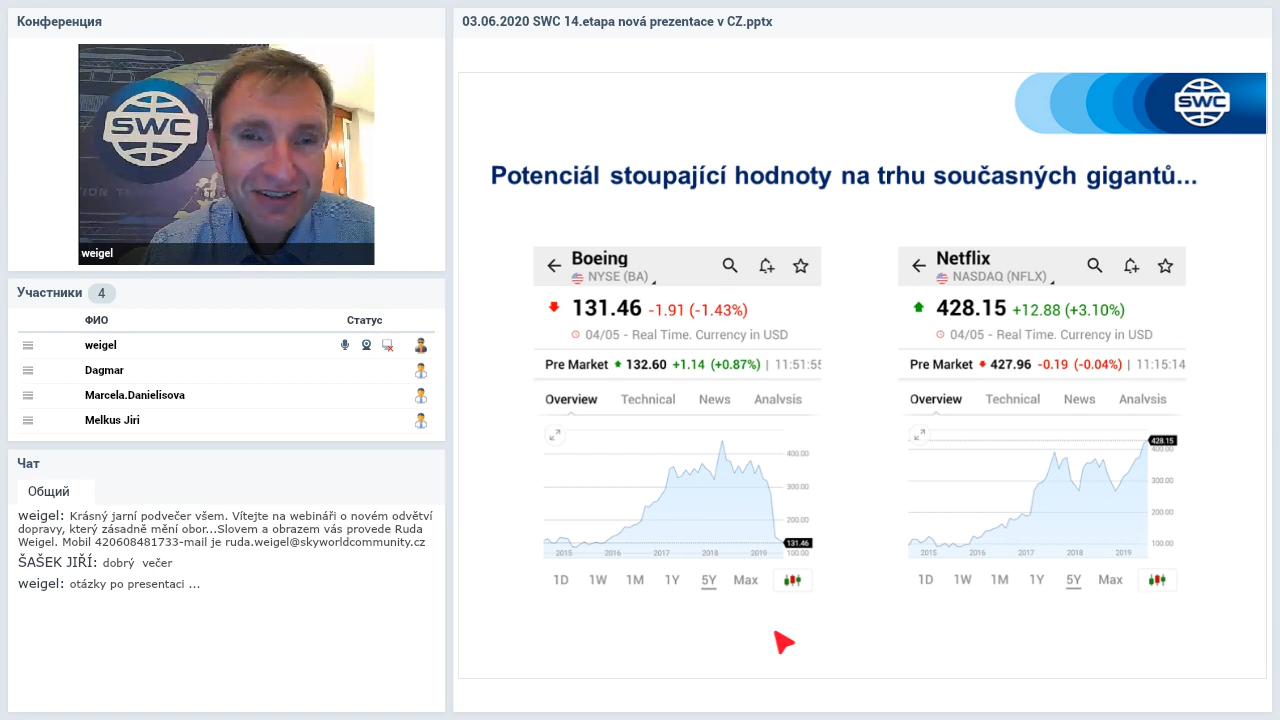 Конференция
SWC
weigel
Участники 4
ФИО Статус
weigel
Dagmar
Marcela.Danielisova
Melkus Jiri
Чат
Общий
weigel: Krásný jarní podvečer všem. Vítejte na webináři o novém odvětví
dopravy, který zásadně mění obor...Slovem a obrazem vás provede Ruda
Weigel. Mobil 420608481733-mail je ruda.weigel@skyworldcommunity.cz
ŠAŠEK JIŘÍ: dobrý večer
weigel: otázky po presentaci ...
03.06.2020 SWC 14.etapa nová prezentace v CZ.pptx
SWC
Potenciál stoupající hodnoty na trhu současných gigantů...
Boeing
NYSE (BA)
131.46 -1.91 (-1.43%)
04/05 - Real Time. Currency in USD
Pre Market 132.60 +1.14 (+0.87%) | 11:51:55
Overview Technical News Analysis
400.00
300.00
200.00
131.46
100.00
2015 2016 2017 2018 2019
1D 1W 1M 1Y 5Y Max
Netflix
NASDAQ (NFLX)
428.15 +12.88 (+3.10%)
04/05 - Real Time. Currency in USD
Pre Market 427.96 -0.19 (-0.04%) | 11:15:14
Overview Technical News Analysis
428.15
400.00
300.00
200.00
100.00
2015 2016 2017 2018 2019
1D 1W 1M 1Y 5Y Max